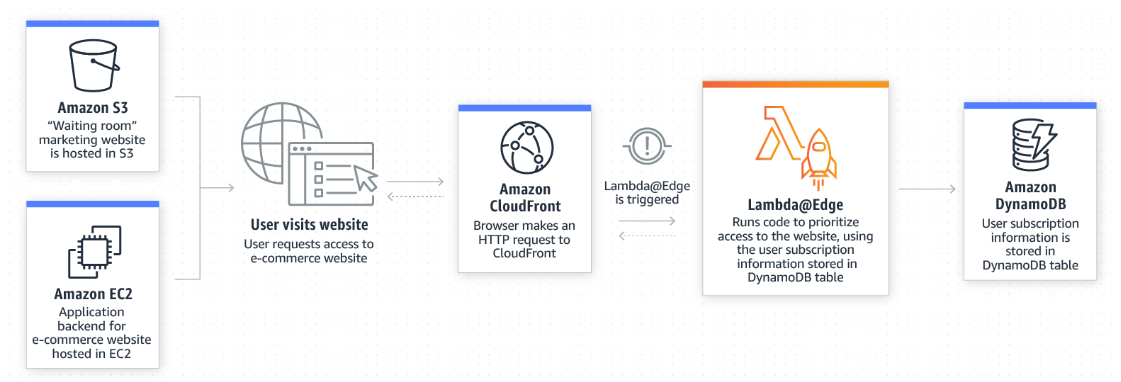 Amazon S3
“Waiting room”
marketing website
is hosted in S3
Amazon EC2
Application
backend for
e-commerce website
hosted in EC2
User visits website
User requests access to
e-commerce website
Amazon
CloudFront
Browser makes an
HTTP request to
CloudFront
Lambda@Edge
is triggered
Lambda@Edge
Runs code to prioritize
access to the website, using
the user subscription
information stored in
DynamoDB table
Amazon
DynamoDB
User subscription
information is
stored in
DynamoDB table